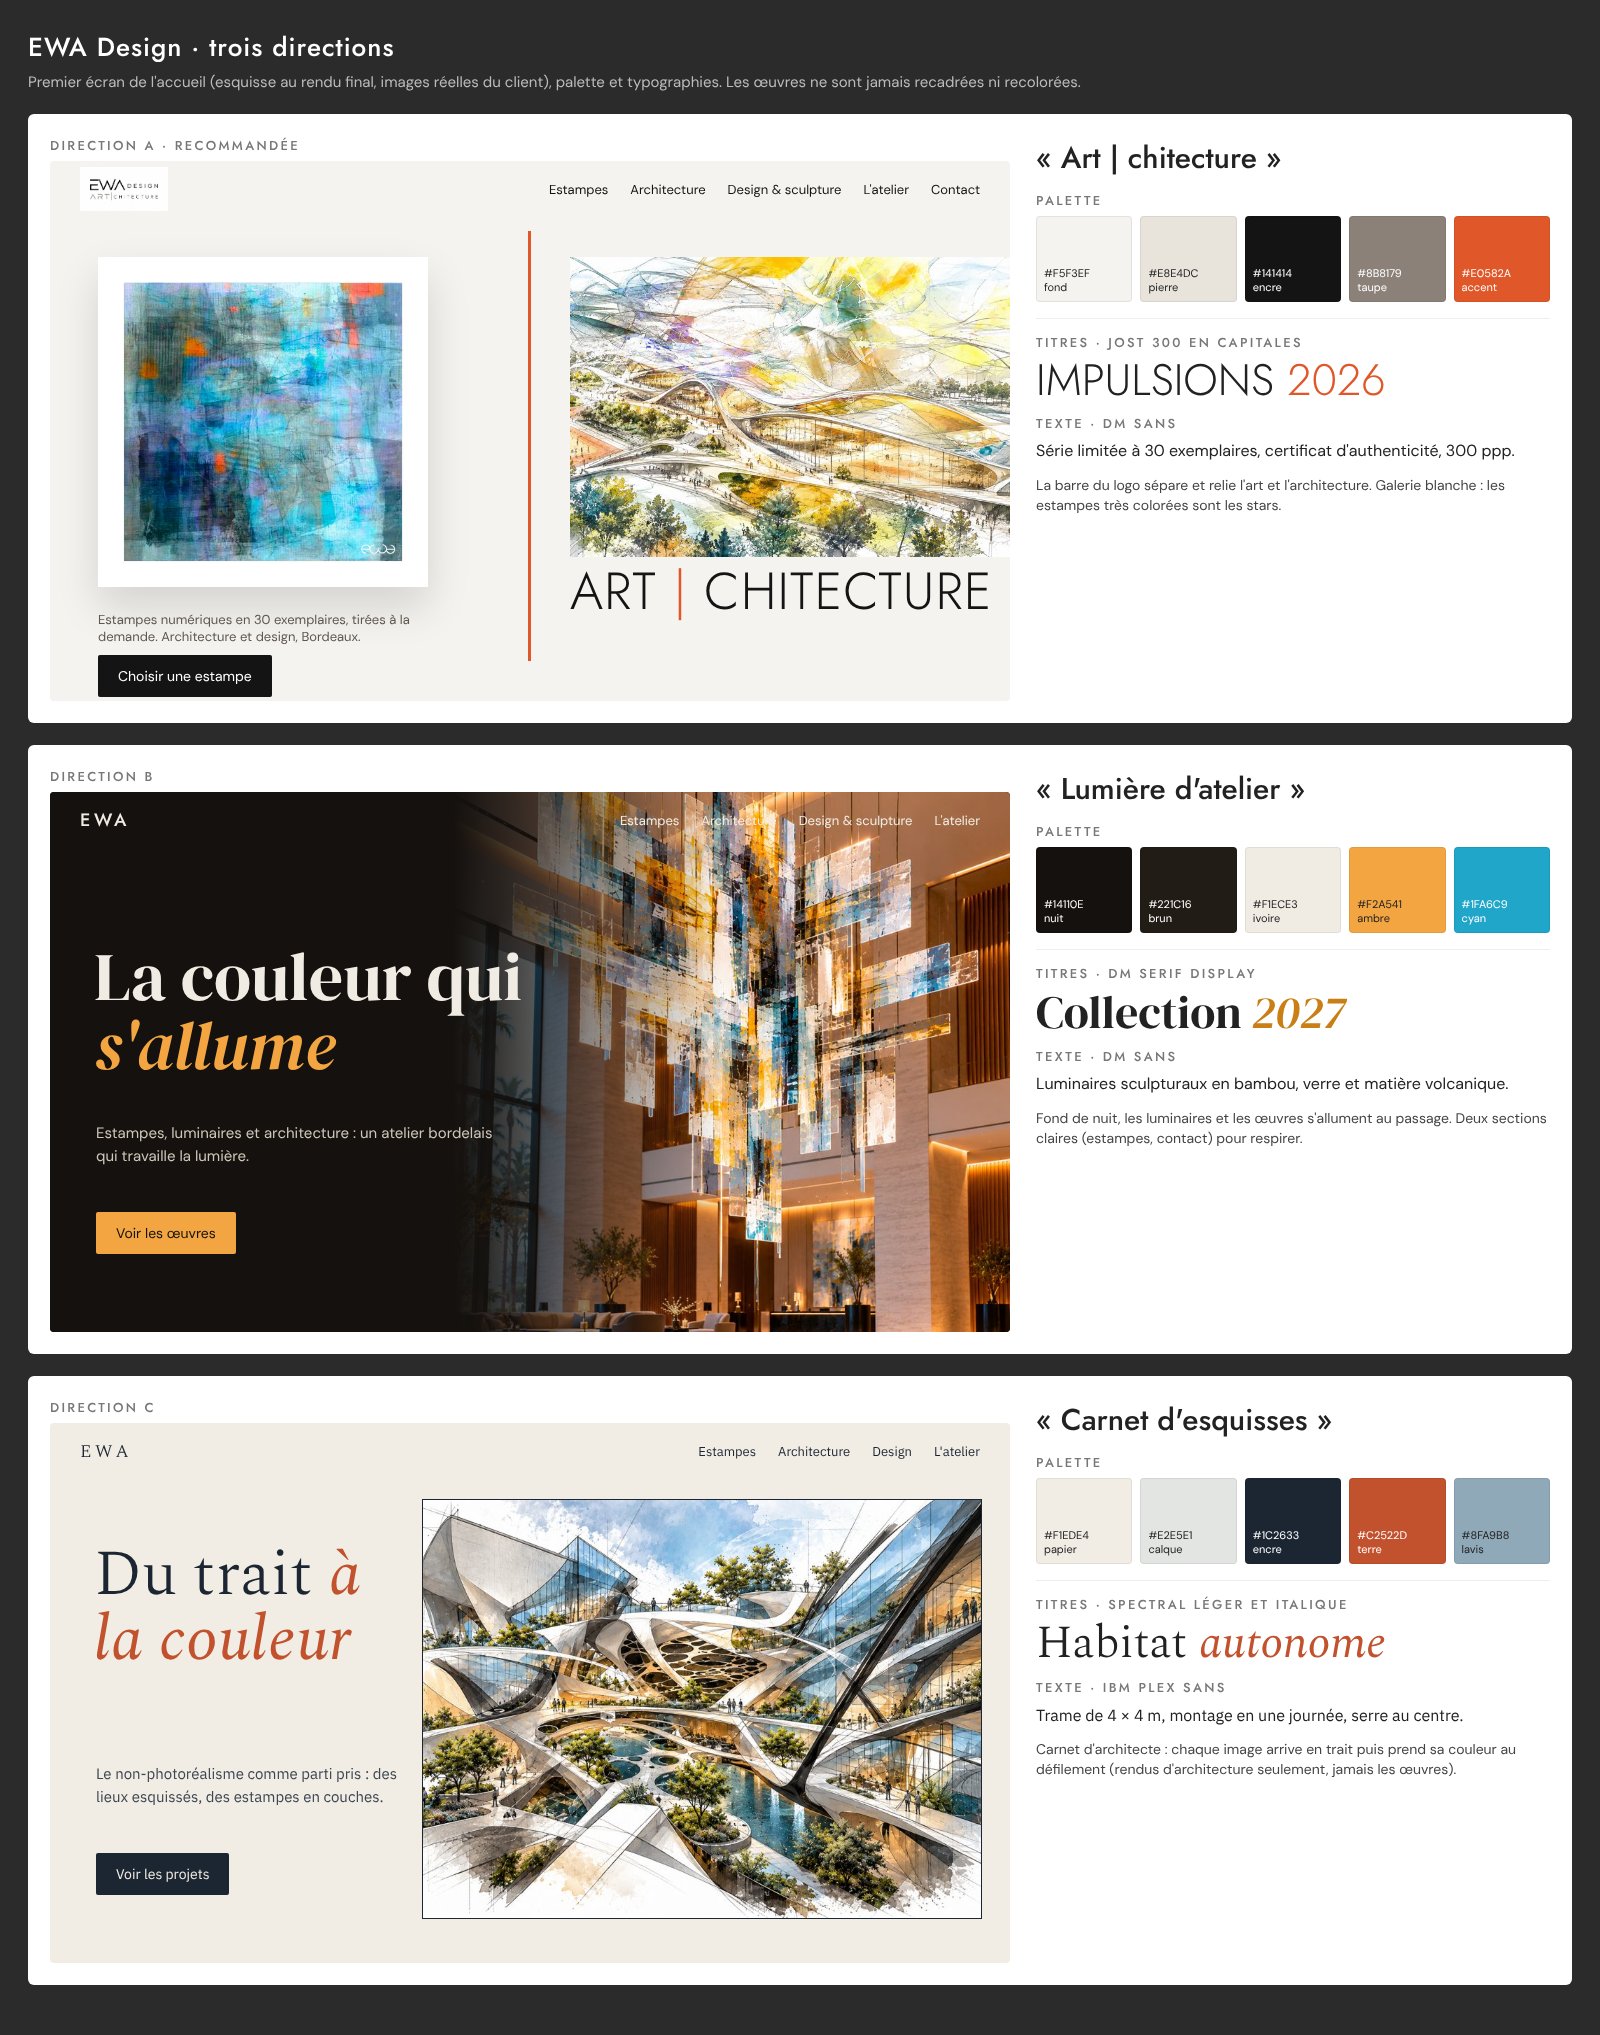 EWA Design · trois directions
Premier écran de l'accueil (esquisse au rendu final, images réelles du client), palette et typographies. Les œuvres ne sont jamais recadrées ni recolorées.
DIRECTION A · RECOMMANDÉE
EWA DESIGN
ART|CHITECTURE
Estampes Architecture Design & sculpture L'atelier Contact
ewa
ART | CHITECTURE
Estampes numériques en 30 exemplaires, tirées à la
demande. Architecture et design, Bordeaux.
Choisir une estampe
« Art | chitecture »
PALETTE
#F5F3EF
fond
#E8E4DC
pierre
#141414
encre
#8B8179
taupe
#E0582A
accent
TITRES · JOST 300 EN CAPITALES
IMPULSIONS 2026
TEXTE · DM SANS
Série limitée à 30 exemplaires, certificat d'authenticité, 300 ppp.
La barre du logo sépare et relie l'art et l'architecture. Galerie blanche : les
estampes très colorées sont les stars.
DIRECTION B
EWA
Estampes Architecture Design & sculpture L'atelier
La couleur qui
s'allume
Estampes, luminaires et architecture : un atelier bordelais
qui travaille la lumière.
Voir les œuvres
« Lumière d'atelier »
PALETTE
#14110E
nuit
#221C16
brun
#F1ECE3
ivoire
#F2A541
ambre
#1FA6C9
cyan
TITRES · DM SERIF DISPLAY
Collection 2027
TEXTE · DM SANS
Luminaires sculpturaux en bambou, verre et matière volcanique.
Fond de nuit, les luminaires et les œuvres s'allument au passage. Deux sections
claires (estampes, contact) pour respirer.
DIRECTION C
EWA
Estampes Architecture Design L'atelier
Du trait à
la couleur
Le non-photoréalisme comme parti pris : des
lieux esquissés, des estampes en couches.
Voir les projets
« Carnet d'esquisses »
PALETTE
#F1EDE4
papier
#E2E5E1
calque
#1C2633
encre
#C2522D
terre
#8FA9B8
lavis
TITRES · SPECTRAL LÉGER ET ITALIQUE
Habitat autonome
TEXTE · IBM PLEX SANS
Trame de 4 × 4 m, montage en une journée, serre au centre.
Carnet d'architecte : chaque image arrive en trait puis prend sa couleur au
défilement (rendus d'architecture seulement, jamais les œuvres).